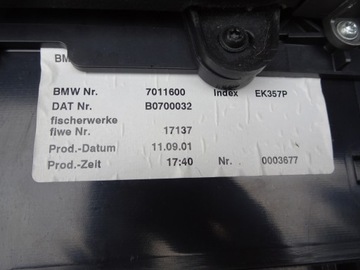 BM
BMW Nr. 7011600 Index EK357P
DAT Nr. B0700032
fischerwerke
fiwe Nr. 17137
Prod.-Datum 11.09.01
Prod.-Zeit 17:40 Nr. 0003677